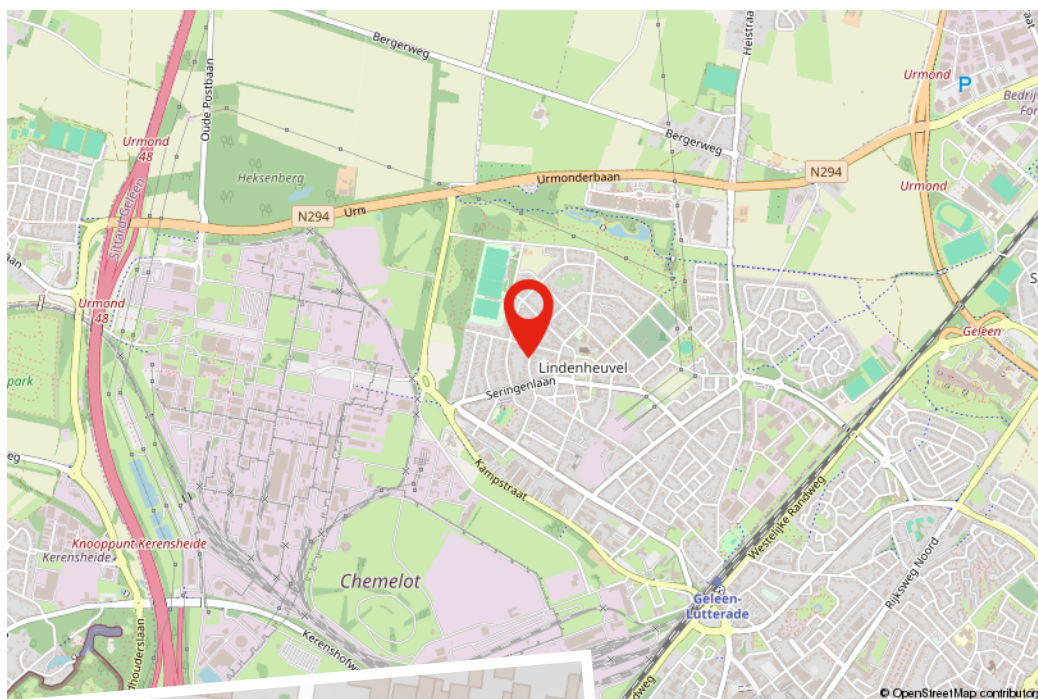 Bergerweg
Heistraat
Urmond
P
Oude Postbaan
Urmond
48
Bergerweg
Heksenberg
Urmonderbaan
N294
N294
Urmond
Sittard-Geleen
Urmond
48
Geleen
park
Lindenheuvel
Seringenlaan
Kampstraat
Westelijke Randweg
Knooppunt Kerensheide
Kerensheide
Rijksweg Noord
Chemelot
Geleen-
Lutterade
© OpenStreetMap contributors